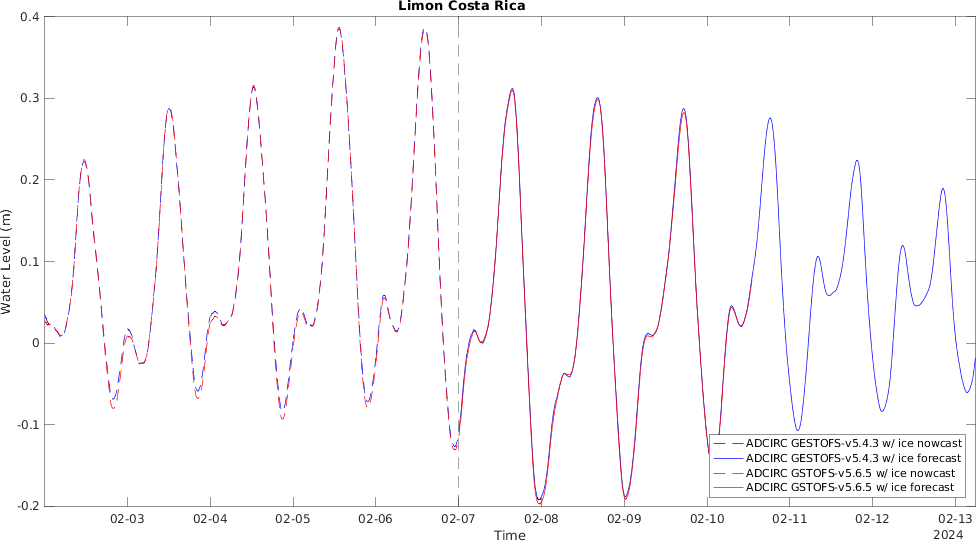 Limon Costa Rica
0.4
0.3
0.2
0.1
0
-0.1
-0.2
Water Level (m)
ADCIRC GESTOFS-v5.4.3 w/ ice nowcast
ADCIRC GESTOFS-v5.4.3 w/ ice forecast
ADCIRC GSTOFS-v5.6.5 w/ ice nowcast
ADCIRC GSTOFS-v5.6.5 w/ ice forecast
02-03 02-04 02-05 02-06 02-07 02-08 02-09 02-10 02-11 02-12 02-13
Time
2024